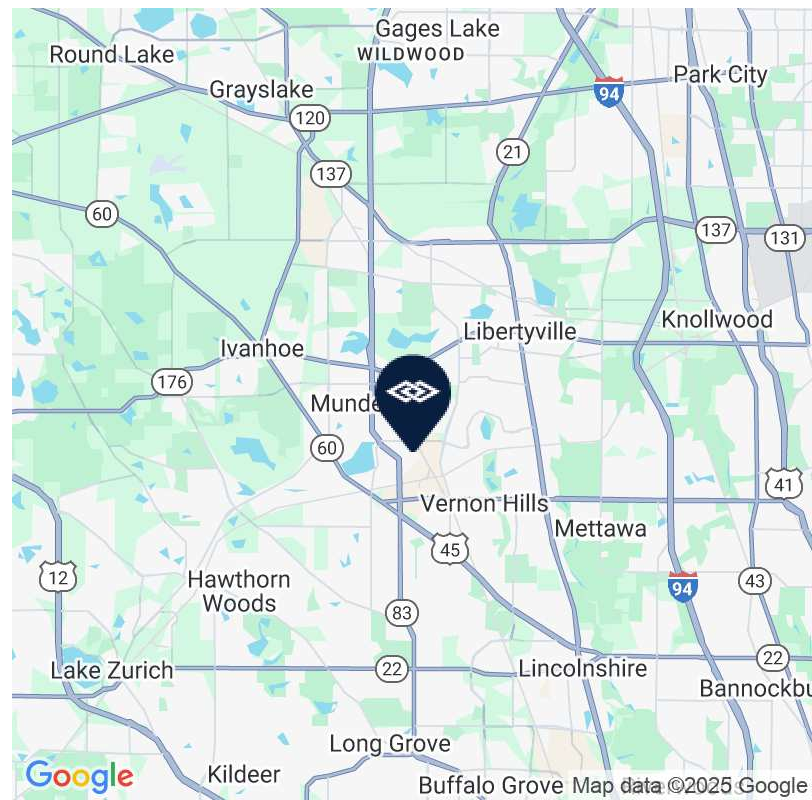 Gages Lake
WILDWOOD
Round Lake
Park City
Grayslake
94
120
21
137
60
137
131
Knollwood
Libertyville
Ivanhoe
176
Munde
60
41
Vernon Hills
Mettawa
45
12
Hawthorn
Woods
94
43
83
22
22
Lake Zurich
Lincolnshire
Bannockbu
Long Grove
Kildeer
Google
Buffalo Grove
Map data ©2025 Google